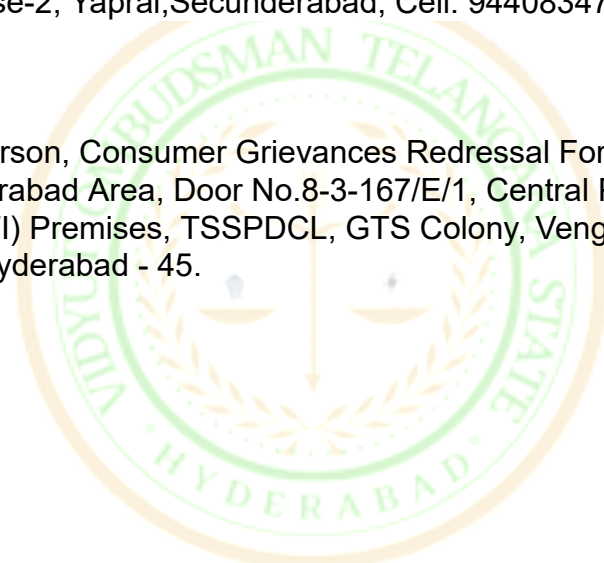 se-2, Yapral,Secunderabad, Cell: 94408347
rson, Consumer Grievances Redressal For
rabad Area, Door No.8-3-167/E/1, Central P
I) Premises, TSSPDCL, GTS Colony, Veng
yderabad - 45.
VIDYUT OMBUDSMAN TELANGANA STATE
HYDERABAD